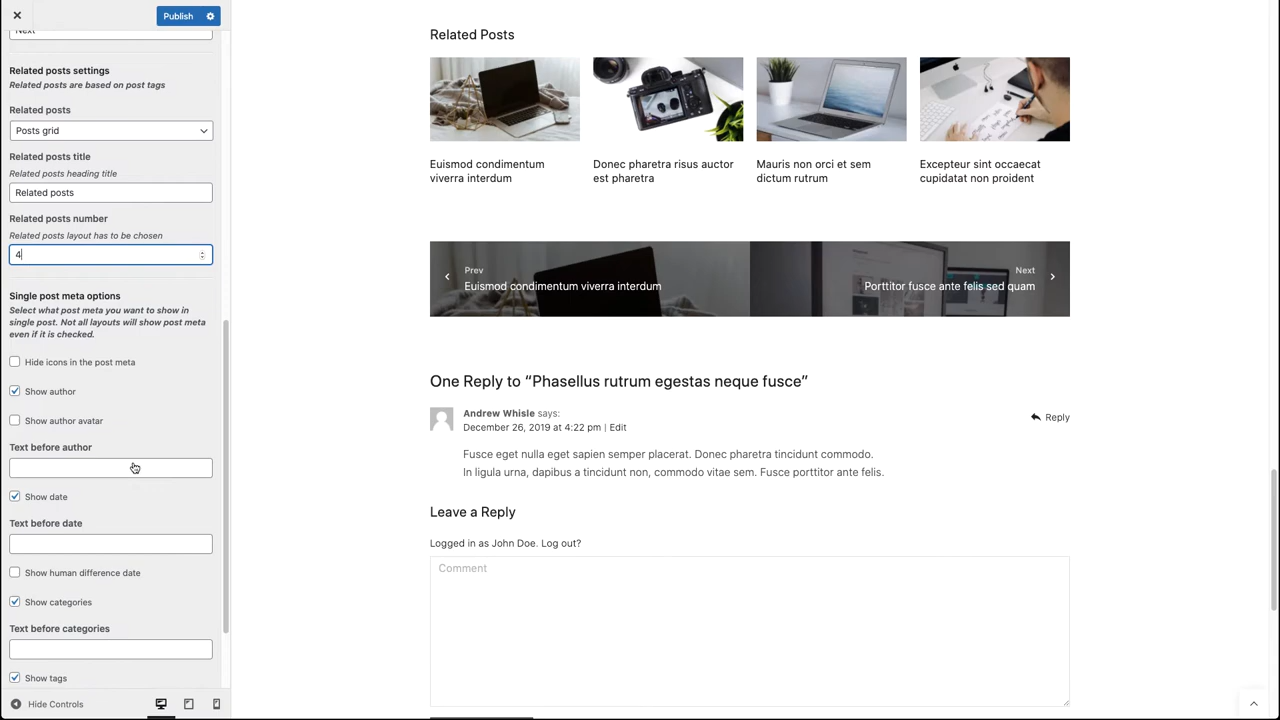 Publish
Next
Related posts settings
Related posts are based on post tags
Related posts
Posts grid
Related posts title
Related posts heading title
Related posts
Related posts number
Related posts layout has to be chosen
4
Single post meta options
Select what post meta you want to show in
single post. Not all layouts will show post meta
even if it is checked.
Hide icons in the post meta
Show author
Show author avatar
Text before author
Show date
Text before date
Show human difference date
Show categories
Text before categories
Show tags
Hide Controls
Related Posts
Euismod condimentum
viverra interdum
Donec pharetra risus auctor
est pharetra
Mauris non orci et sem
dictum rutrum
Excepteur sint occaecat
cupidatat non proident
Prev
Euismod condimentum viverra interdum
Next
Porttitor fusce ante felis sed quam
One Reply to “Phasellus rutrum egestas neque fusce”
Andrew Whisle says:
December 26, 2019 at 4:22 pm | Edit
Reply
Fusce eget nulla eget sapien semper placerat. Donec pharetra tincidunt commodo.
In ligula urna, dapibus a tincidunt non, commodo vitae sem. Fusce porttitor ante felis.
Leave a Reply
Logged in as John Doe. Log out?
Comment